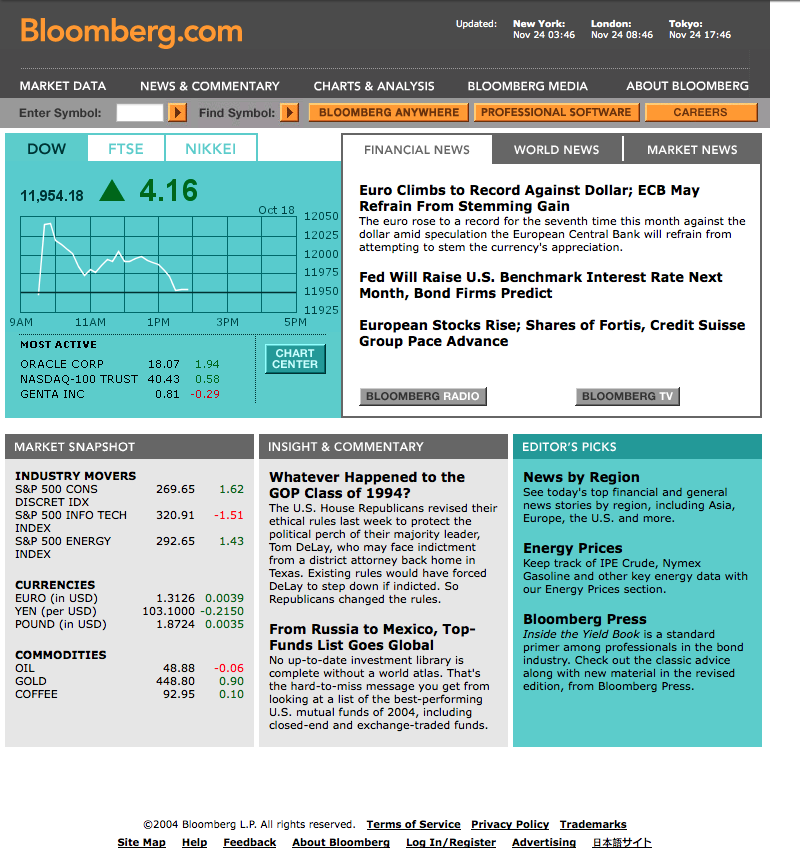 Bloomberg.com
Updated: New York: London: Tokyo:
Nov 24 03:46 Nov 24 08:46 Nov 24 17:46
MARKET DATA NEWS & COMMENTARY CHARTS & ANALYSIS BLOOMBERG MEDIA ABOUT BLOOMBERG
Enter Symbol: Find Symbol: BLOOMBERG ANYWHERE PROFESSIONAL SOFTWARE CAREERS
DOW FTSE NIKKEI
11,954.18 4.16
Oct 18
12050
12025
12000
11975
11950
11925
9AM 11AM 1PM 3PM 5PM
MOST ACTIVE
ORACLE CORP 18.07 1.94
NASDAQ-100 TRUST 40.43 0.58
GENTA INC 0.81 -0.29
CHART
CENTER
FINANCIAL NEWS WORLD NEWS MARKET NEWS
Euro Climbs to Record Against Dollar; ECB May
Refrain From Stemming Gain
The euro rose to a record for the seventh time this month against the
dollar amid speculation the European Central Bank will refrain from
attempting to stem the currency's appreciation.
Fed Will Raise U.S. Benchmark Interest Rate Next
Month, Bond Firms Predict
European Stocks Rise; Shares of Fortis, Credit Suisse
Group Pace Advance
BLOOMBERG RADIO BLOOMBERG TV
MARKET SNAPSHOT
INDUSTRY MOVERS
S&P 500 CONS 269.65 1.62
DISCRET IDX
S&P 500 INFO TECH 320.91 -1.51
INDEX
S&P 500 ENERGY 292.65 1.43
INDEX
CURRENCIES
EURO (in USD) 1.3126 0.0039
YEN (per USD) 103.1000 -0.2150
POUND (in USD) 1.8724 0.0035
COMMODITIES
OIL 48.88 -0.06
GOLD 448.80 0.90
COFFEE 92.95 0.10
INSIGHT & COMMENTARY
Whatever Happened to the
GOP Class of 1994?
The U.S. House Republicans revised their
ethical rules last week to protect the
political perch of their majority leader,
Tom DeLay, who may face indictment
from a district attorney back home in
Texas. Existing rules would have forced
DeLay to step down if indicted. So
Republicans changed the rules.
From Russia to Mexico, Top-
Funds List Goes Global
No up-to-date investment library is
complete without a world atlas. That's
the hard-to-miss message you get from
looking at a list of the best-performing
U.S. mutual funds of 2004, including
closed-end and exchange-traded funds.
EDITOR'S PICKS
News by Region
See today's top financial and general
news stories by region, including Asia,
Europe, the U.S. and more.
Energy Prices
Keep track of IPE Crude, Nymex
Gasoline and other key energy data with
our Energy Prices section.
Bloomberg Press
Inside the Yield Book is a standard
primer among professionals in the bond
industry. Check out the classic advice
along with new material in the revised
edition, from Bloomberg Press.
©2004 Bloomberg L.P. All rights reserved. Terms of Service Privacy Policy Trademarks
Site Map Help Feedback About Bloomberg Log In/Register Advertising 日本語サイト